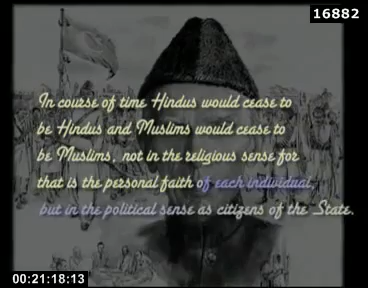 16882
In course of time Hindus would cease to
be Hindus and Muslims would cease to
be Muslims, not in the religious sense for
that is the personal faith of each individual,
but in the political sense as citizens of the State.
00:21:18:13